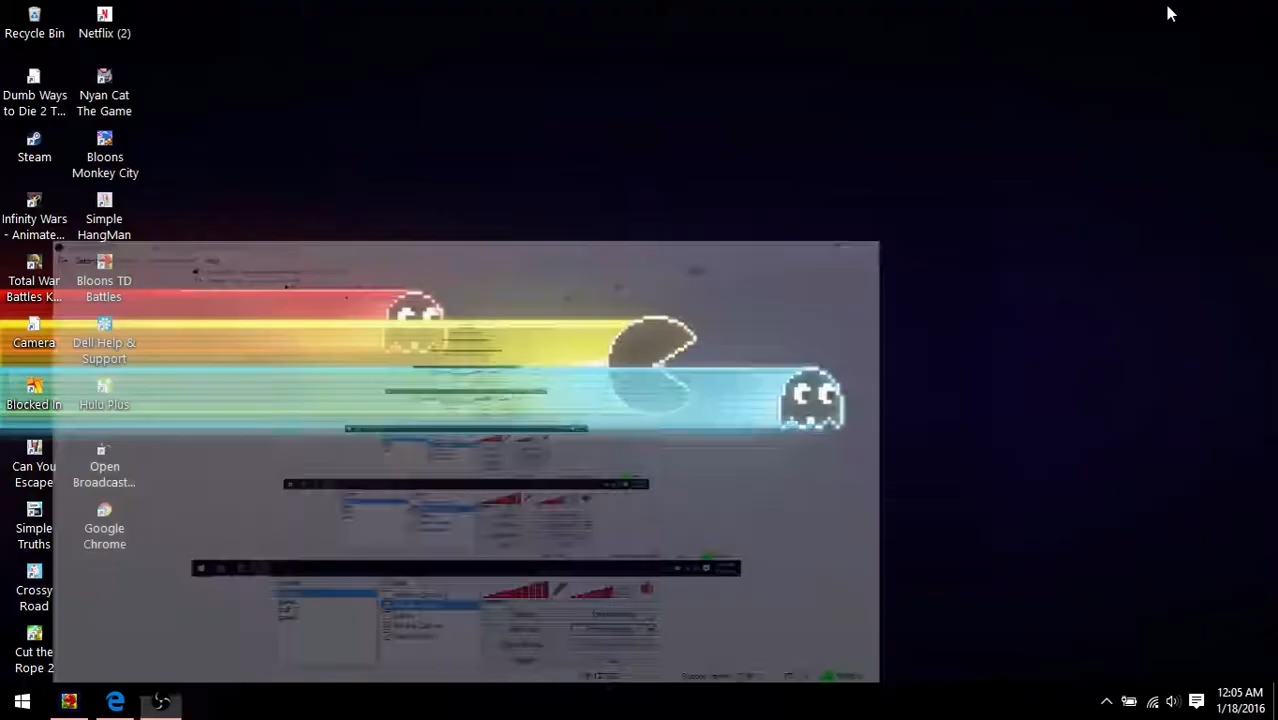 Recycle Bin
Netflix (2)
Dumb Ways
to Die 2 T...
Nyan Cat
The Game
Steam
Bloons
Monkey City
Infinity Wars
- Animate...
Simple
HangMan
Total War
Battles K...
Bloons TD
Battles
Camera
Dell Help &
Support
Blocked In
Hulu Plus
Can You
Escape
Open
Broadcast...
Simple
Truths
Google
Chrome
Crossy
Road
Cut the
Rope 2
12:05 AM
1/18/2016